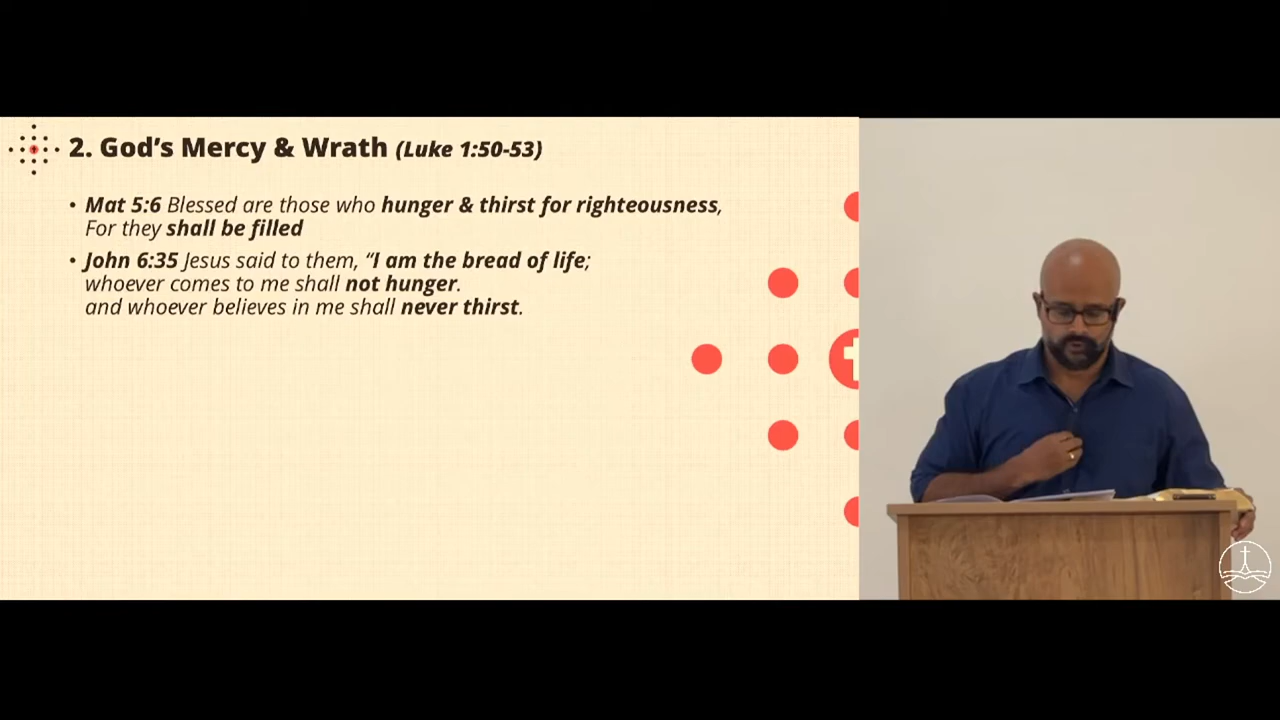 2. God's Mercy & Wrath (Luke 1:50-53)
• Mat 5:6 Blessed are those who hunger & thirst for righteousness,
For they shall be filled
• John 6:35 Jesus said to them, “I am the bread of life;
whoever comes to me shall not hunger.
and whoever believes in me shall never thirst.